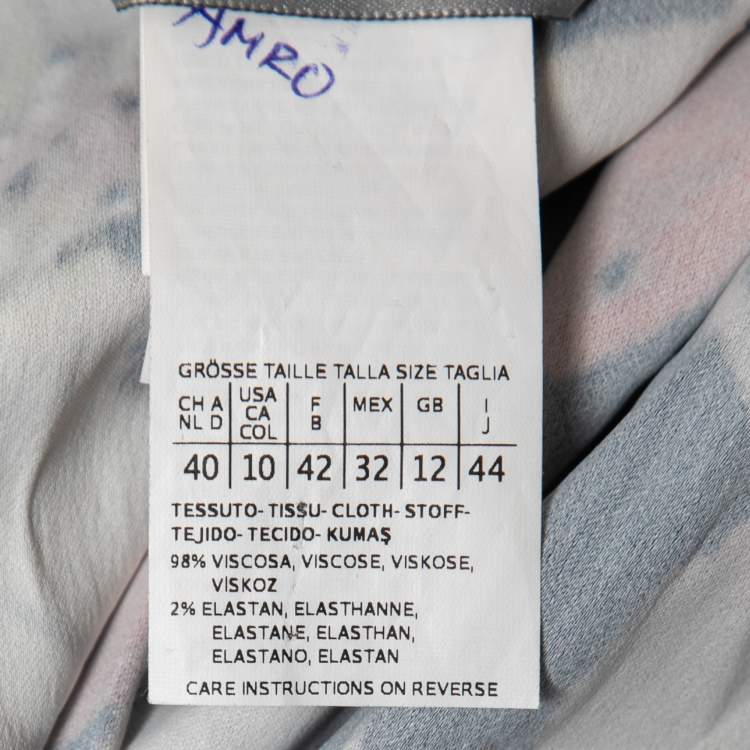 AMRO
GRÖSSE TAILLE TALLA SIZE TAGLIA
CH A NL D | USA CA COL | F B | MEX | GB | I J
40 | 10 | 42 | 32 | 12 | 44
TESSUTO- TISSU- CLOTH- STOFF-
TEJIDO- TECIDO- KUMAŞ
98% VISCOSA, VISCOSE, VISKOSE,
VİSKOZ
2% ELASTAN, ELASTHANNE,
ELASTANE, ELASTHAN,
ELASTANO, ELASTAN
CARE INSTRUCTIONS ON REVERSE